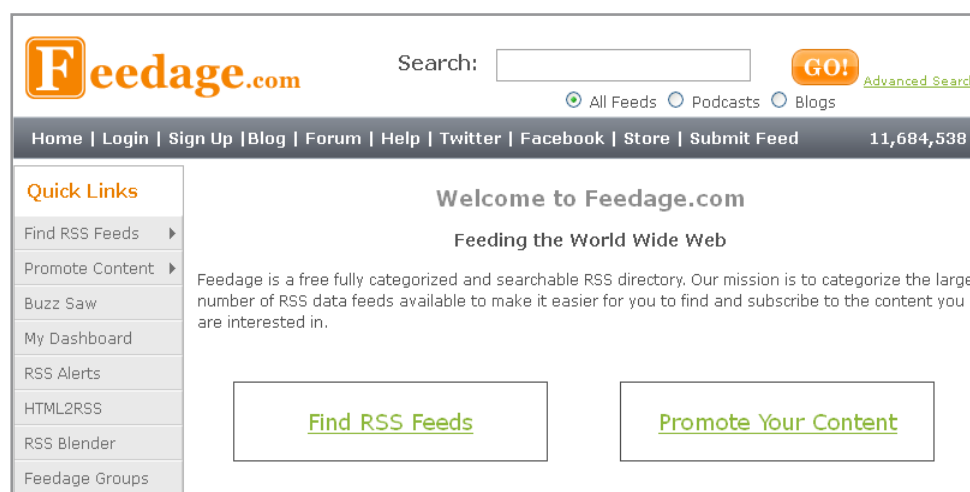 Feedage.com
Search:
GO!
Advanced Search
All Feeds Podcasts Blogs
Home | Login | Sign Up |Blog | Forum | Help | Twitter | Facebook | Store | Submit Feed 11,684,538
Quick Links
Find RSS Feeds
Promote Content
Buzz Saw
My Dashboard
RSS Alerts
HTML2RSS
RSS Blender
Feedage Groups
Welcome to Feedage.com
Feeding the World Wide Web
Feedage is a free fully categorized and searchable RSS directory. Our mission is to categorize the large
number of RSS data feeds available to make it easier for you to find and subscribe to the content you
are interested in.
Find RSS Feeds
Promote Your Content